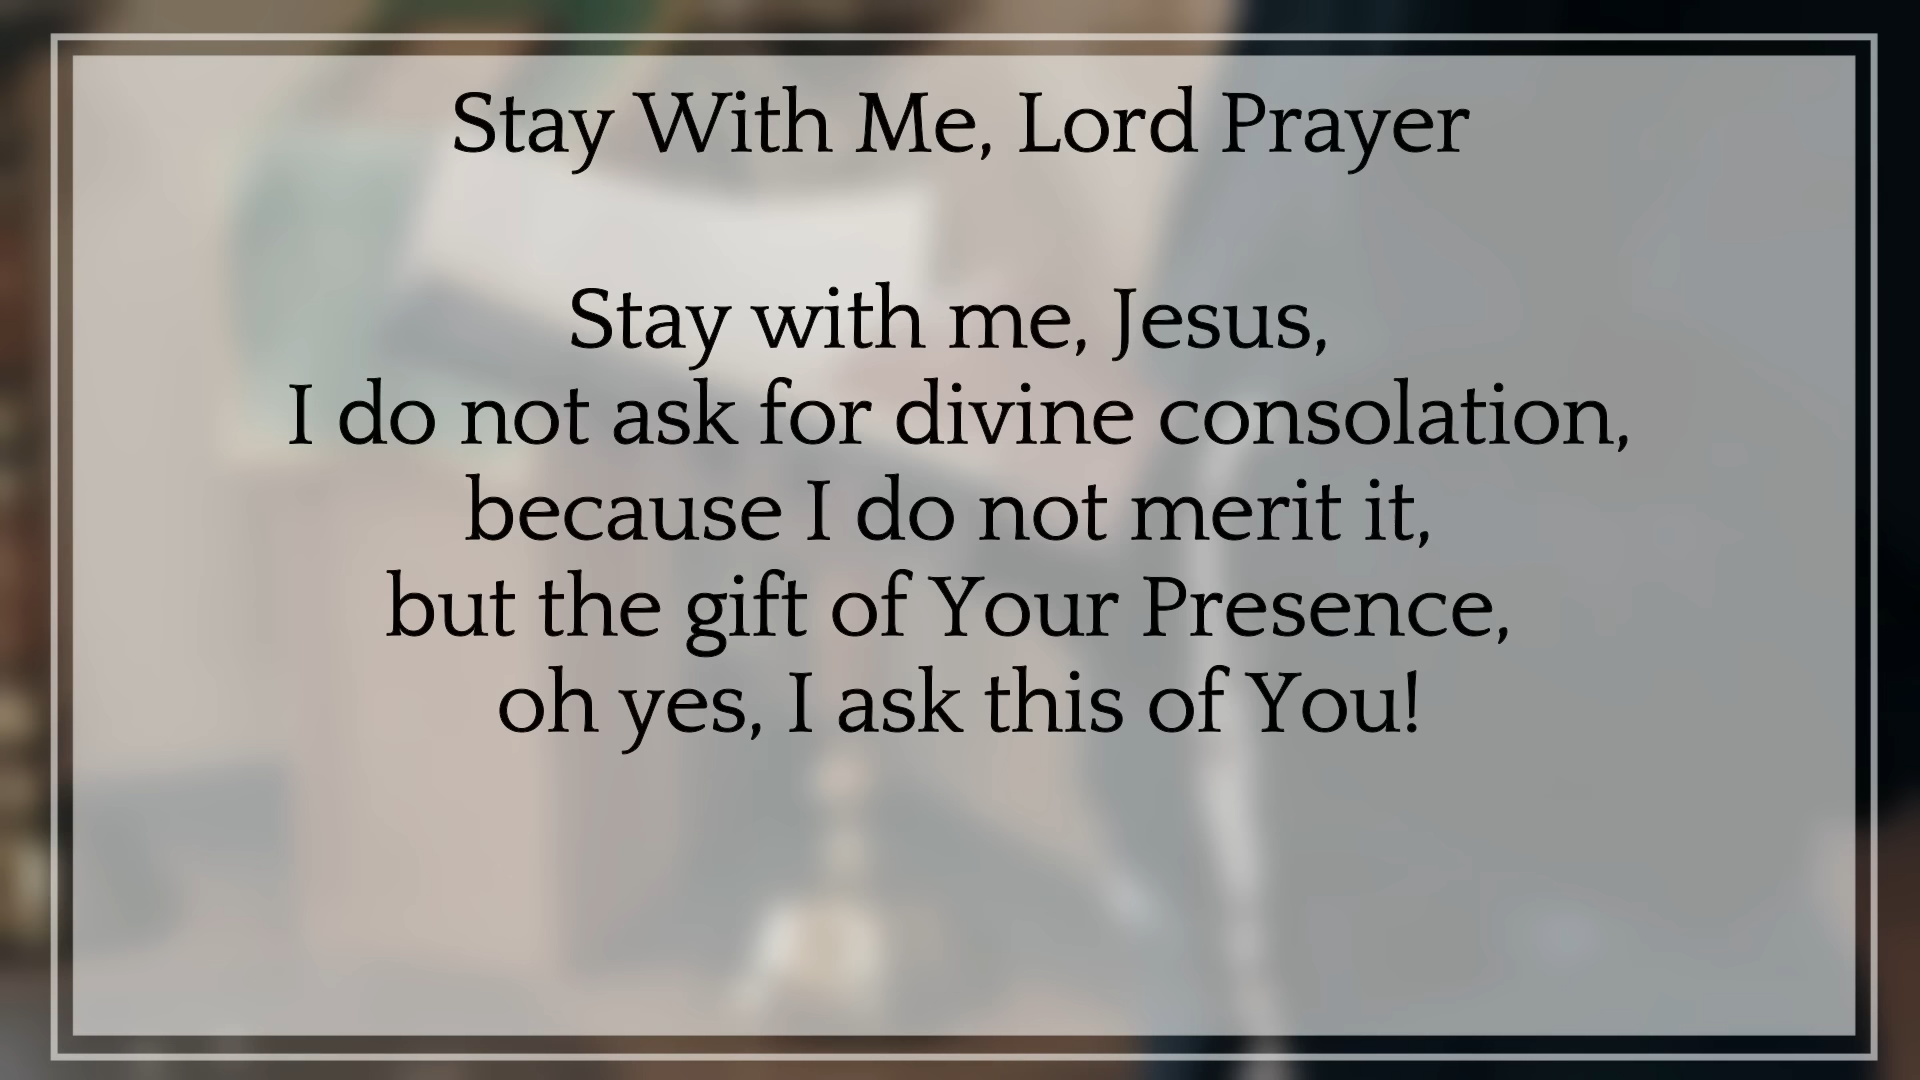 Stay With Me, Lord Prayer
Stay with me, Jesus,
I do not ask for divine consolation,
because I do not merit it,
but the gift of Your Presence,
oh yes, I ask this of You!